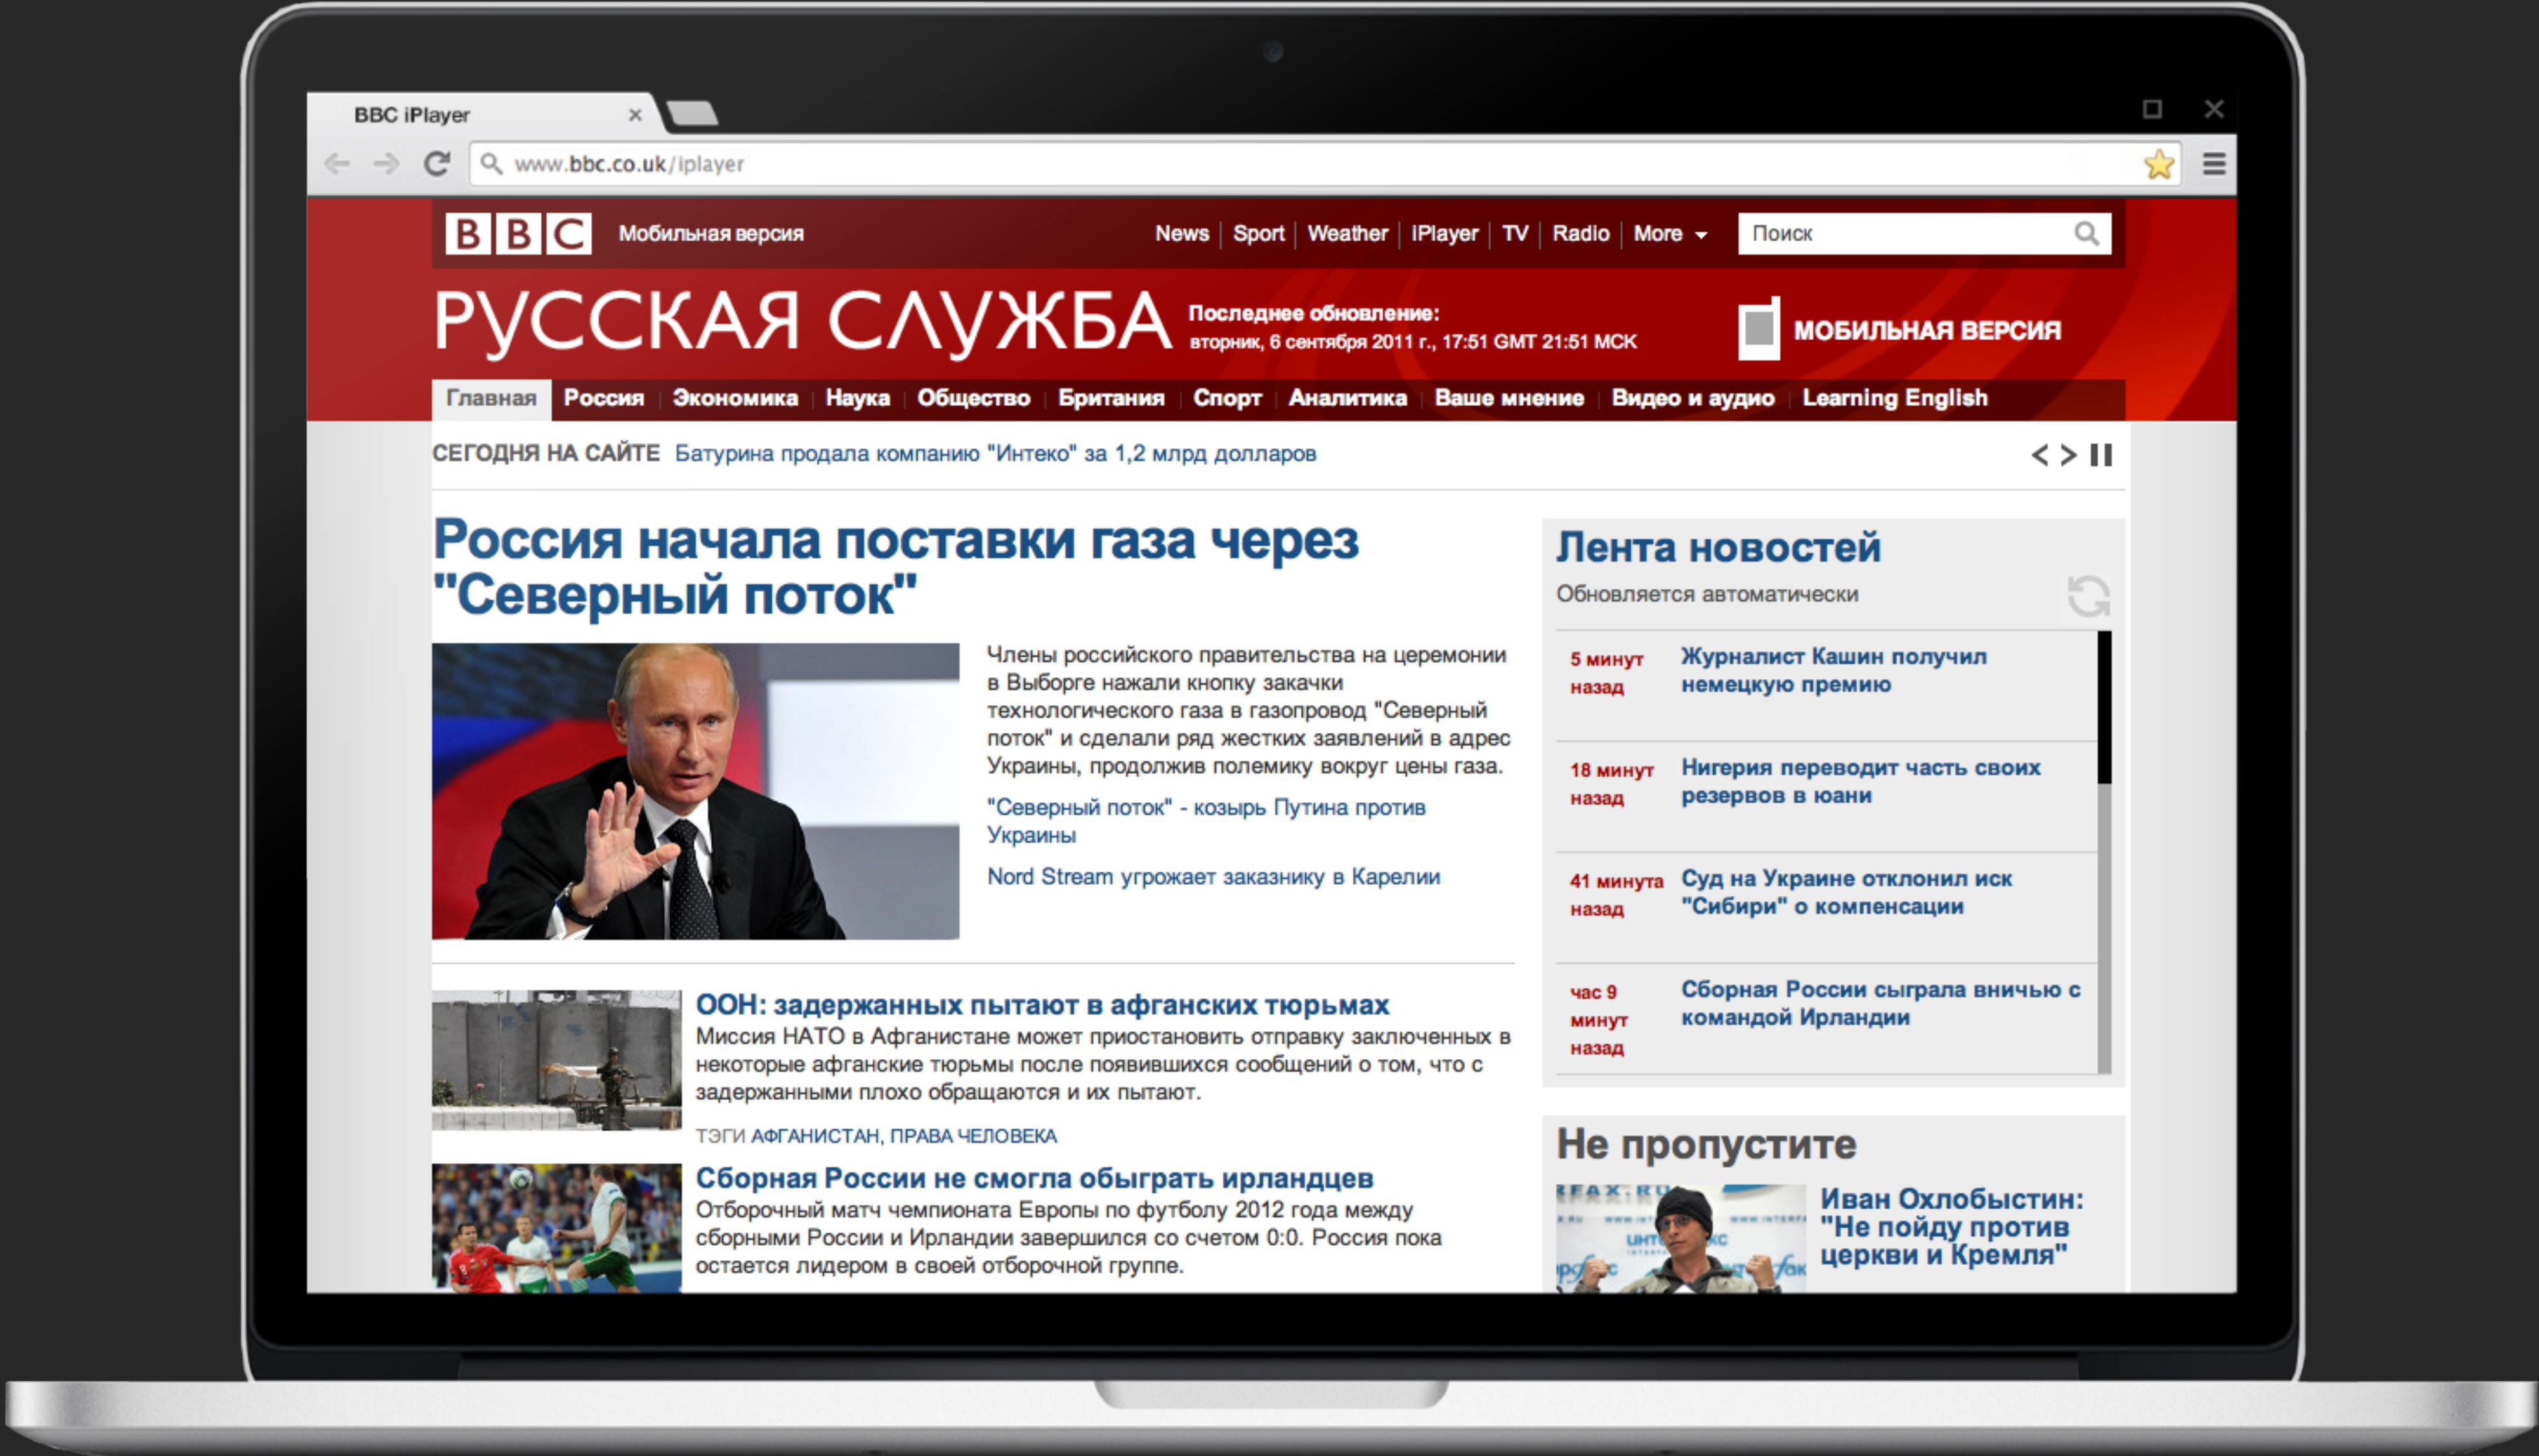 BBC iPlayer
www.bbc.co.uk/iplayer
BBC
Мобильная версия
News Sport Weather iPlayer TV Radio More
Поиск
РУССКАЯ СЛУЖБА
Последнее обновление:
вторник, 6 сентября 2011 г., 17:51 GMT 21:51 МСК
МОБИЛЬНАЯ ВЕРСИЯ
Главная Россия Экономика Наука Общество Британия Спорт Аналитика Ваше мнение Видео и аудио Learning English
СЕГОДНЯ НА САЙТЕ Батурина продала компанию "Интеко" за 1,2 млрд долларов
Россия начала поставки газа через
"Северный поток"
Члены российского правительства на церемонии
в Выборге нажали кнопку закачки
технологического газа в газопровод "Северный
поток" и сделали ряд жестких заявлений в адрес
Украины, продолжив полемику вокруг цены газа.
"Северный поток" - козырь Путина против
Украины
Nord Stream угрожает заказнику в Карелии
ООН: задержанных пытают в афганских тюрьмах
Миссия НАТО в Афганистане может приостановить отправку заключенных в
некоторые афганские тюрьмы после появившихся сообщений о том, что с
задержанными плохо обращаются и их пытают.
ТЭГИ АФГАНИСТАН, ПРАВА ЧЕЛОВЕКА
Сборная России не смогла обыграть ирландцев
Отборочный матч чемпионата Европы по футболу 2012 года между
сборными России и Ирландии завершился со счетом 0:0. Россия пока
остается лидером в своей отборочной группе.
Лента новостей
Обновляется автоматически
5 минут
назад
Журналист Кашин получил
немецкую премию
18 минут
назад
Нигерия переводит часть своих
резервов в юани
41 минута
назад
Суд на Украине отклонил иск
"Сибири" о компенсации
час 9
минут
назад
Сборная России сыграла вничью с
командой Ирландии
Не пропустите
Иван Охлобыстин:
"Не пойду против
церкви и Кремля"